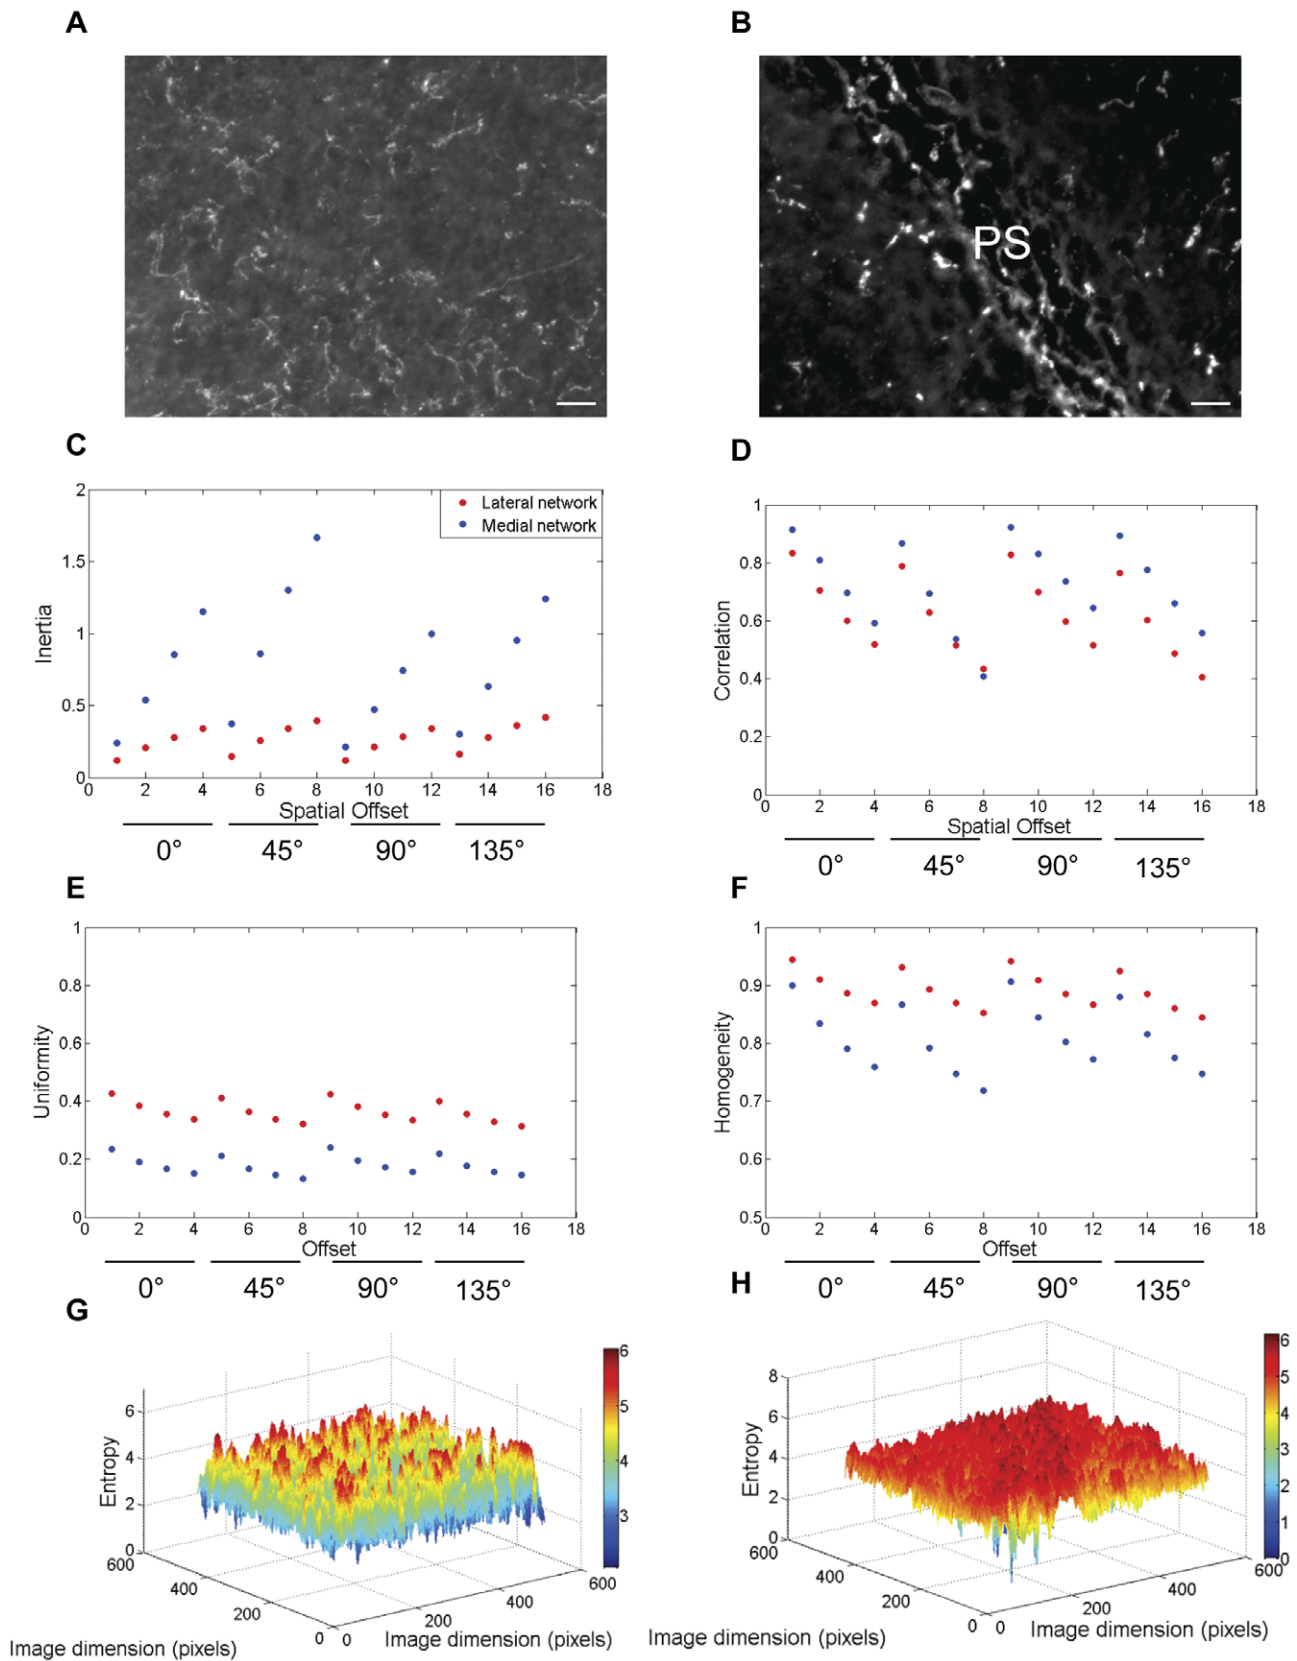 A
B
PS
C
D
2
1.5
1
0.5
0
Inertia
Lateral network
Medial network
0 2 4 6 8 10 12 14 16 18
Spatial Offset
0° 45° 90° 135°
1
0.8
0.6
0.4
0.2
0
Correlation
0 2 4 6 8 10 12 14 16 18
Spatial Offset
0° 45° 90° 135°
E
F
1
0.8
0.6
0.4
0.2
0
Uniformity
0 2 4 6 8 10 12 14 16 18
Offset
0° 45° 90° 135°
1
0.9
0.8
0.7
0.6
0.5
Homogeneity
0 2 4 6 8 10 12 14 16 18
Offset
0° 45° 90° 135°
G
H
6
4
2
0
Entropy
600
400
200
0
0
200
400
600
Image dimension (pixels)
Image dimension (pixels)
6
5
4
3
8
6
4
2
0
Entropy
600
400
200
0
0
200
400
600
Image dimension (pixels)
Image dimension (pixels)
6
5
4
3
2
1
0